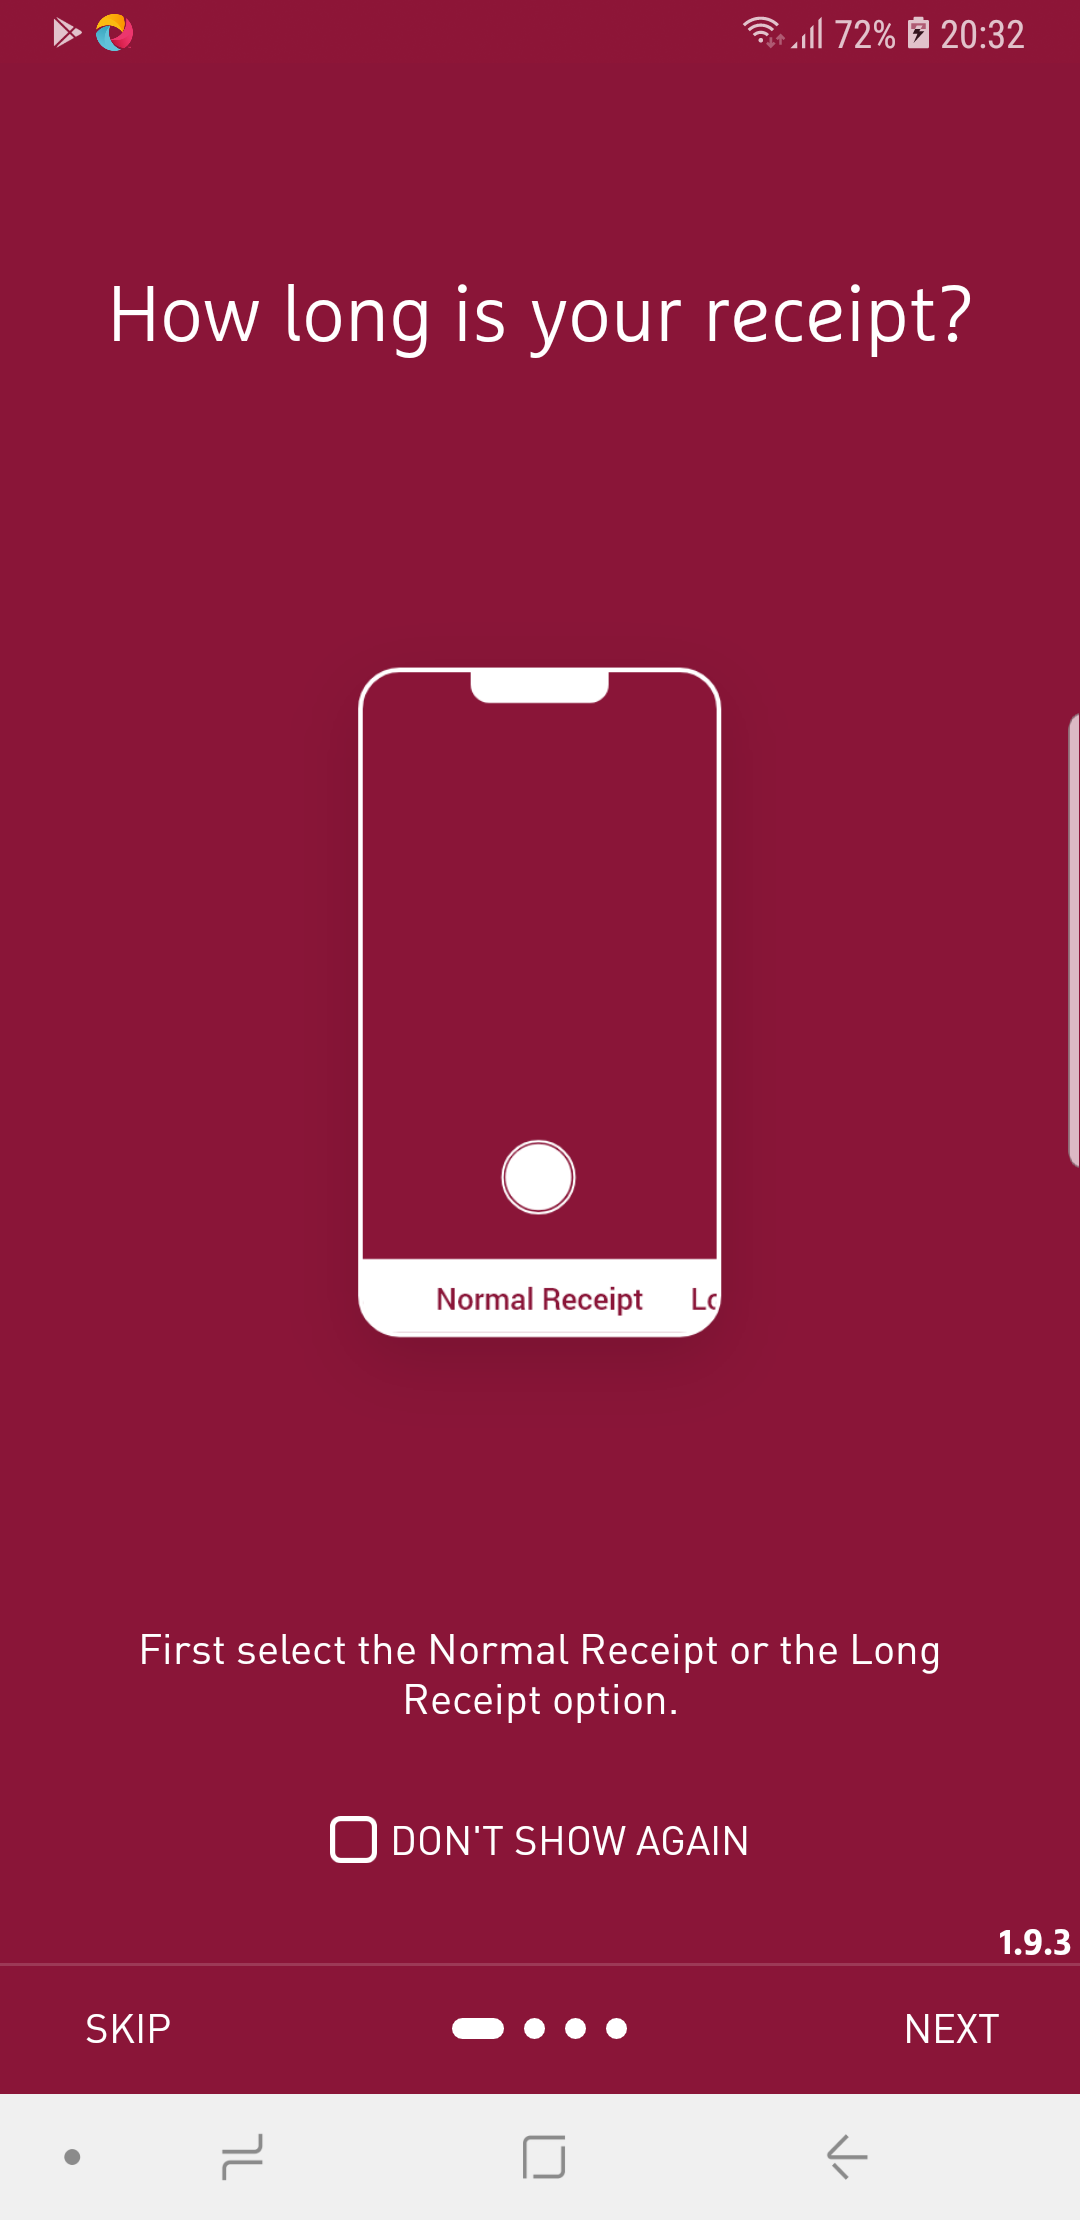 72% 20:32
How long is your receipt?
Normal Receipt Lo
First select the Normal Receipt or the Long
Receipt option.
DON'T SHOW AGAIN
1.9.3
SKIP NEXT